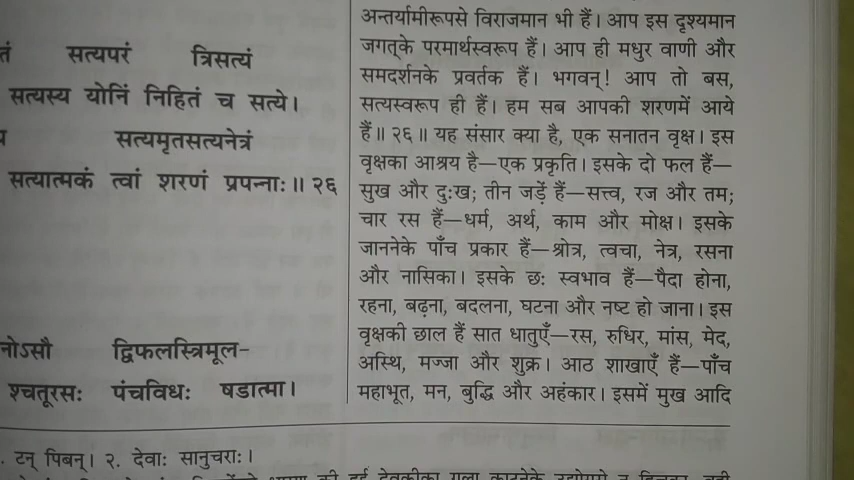 सत्यपरं त्रिसत्यं
सत्यस्य योनिं निहितं च सत्ये।
सत्यमृतसत्यनेत्रं
सत्यात्मकं त्वां शरणं प्रपन्नाः॥ २६
द्विफलस्त्रिमूल-
श्चतूरसः पंचविधः षडात्मा।
अन्तर्यामीरूपसे विराजमान भी हैं। आप इस दृश्यमान
जगत्के परमार्थस्वरूप हैं। आप ही मधुर वाणी और
समदर्शनके प्रवर्तक हैं। भगवन्! आप तो बस,
सत्यस्वरूप ही हैं। हम सब आपकी शरणमें आये
हैं॥ २६॥ यह संसार क्या है, एक सनातन वृक्ष। इस
वृक्षका आश्रय है—एक प्रकृति। इसके दो फल हैं—
सुख और दुःख; तीन जड़ें हैं—सत्त्व, रज और तम;
चार रस हैं—धर्म, अर्थ, काम और मोक्ष। इसके
जाननेके पाँच प्रकार हैं—श्रोत्र, त्वचा, नेत्र, रसना
और नासिका। इसके छः स्वभाव हैं—पैदा होना,
रहना, बढ़ना, बदलना, घटना और नष्ट हो जाना। इस
वृक्षकी छाल हैं सात धातुएँ—रस, रुधिर, मांस, मेद,
अस्थि, मज्जा और शुक्र। आठ शाखाएँ हैं—पाँच
महाभूत, मन, बुद्धि और अहंकार। इसमें मुख आदि
टन् पिबन्। २. देवाः सानुचराः।